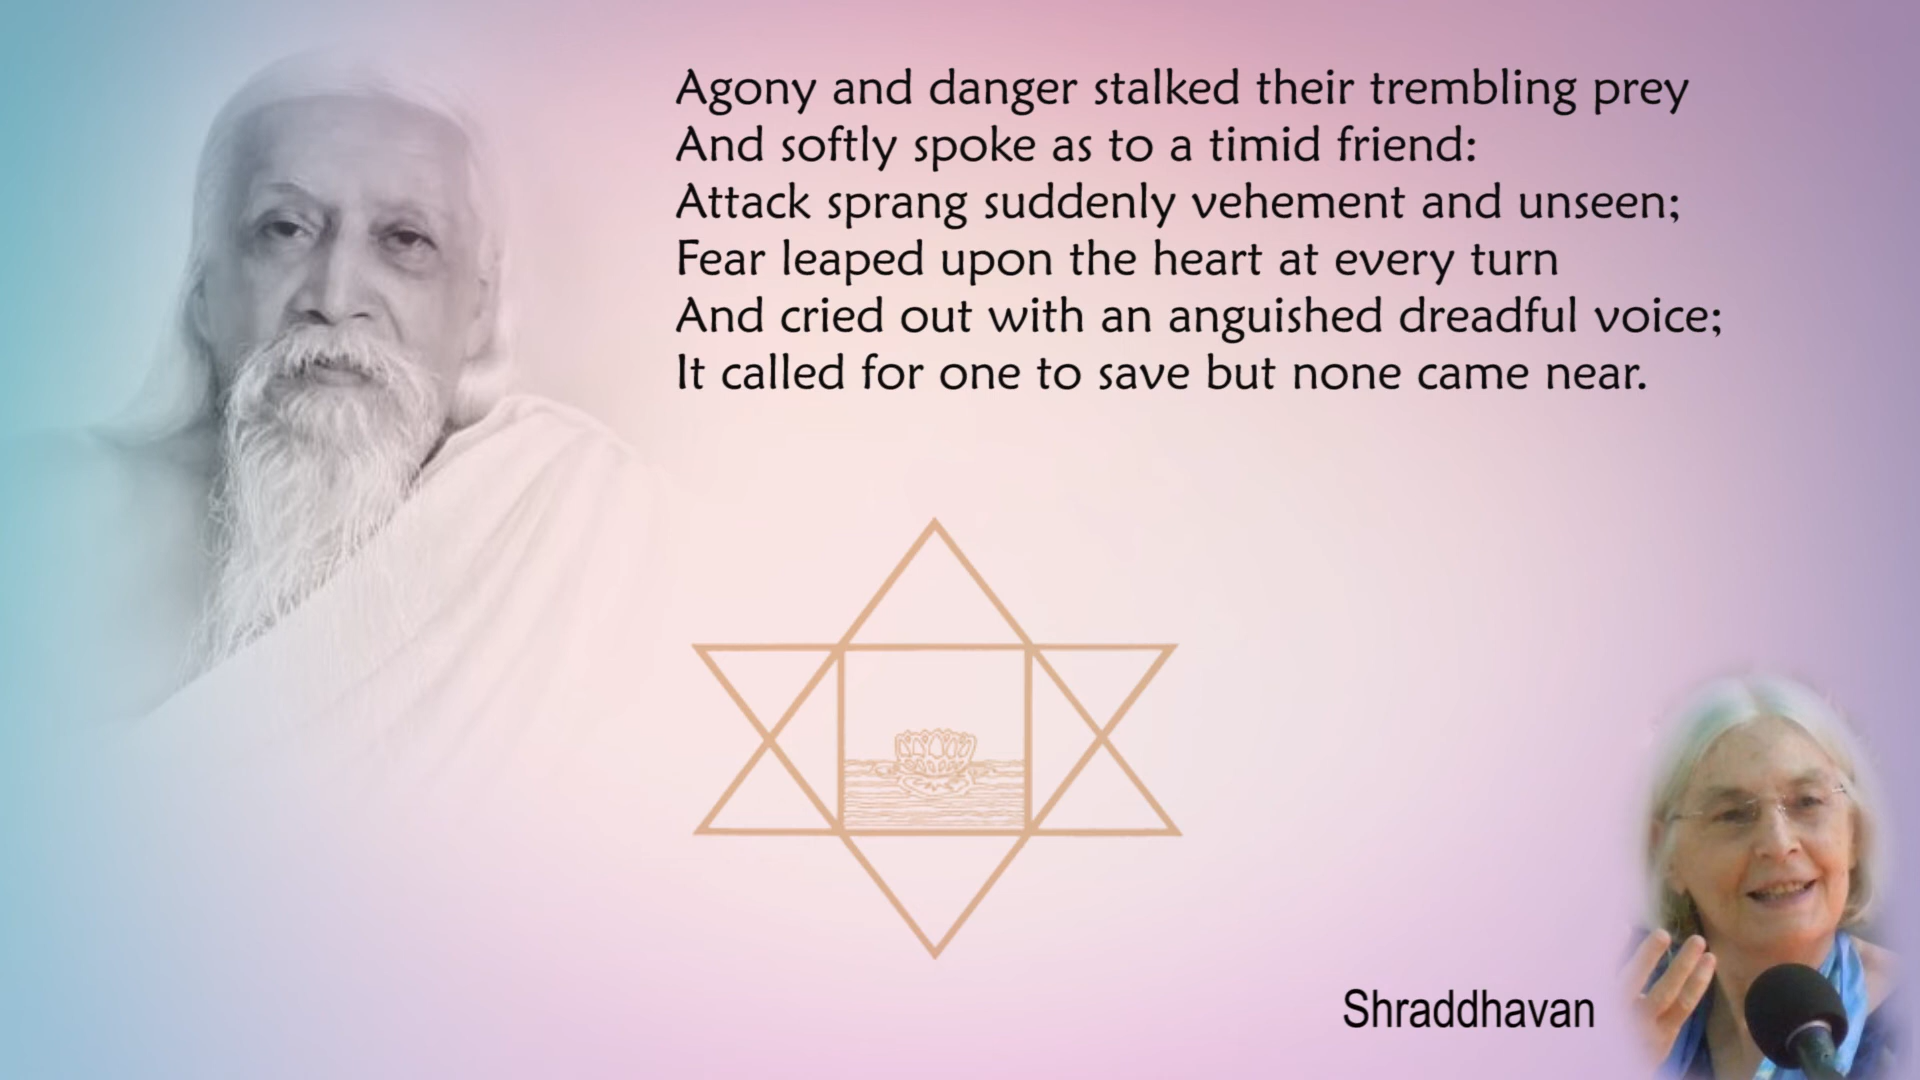 Agony and danger stalked their trembling prey
And softly spoke as to a timid friend:
Attack sprang suddenly vehement and unseen;
Fear leaped upon the heart at every turn
And cried out with an anguished dreadful voice;
It called for one to save but none came near.
Shraddhavan